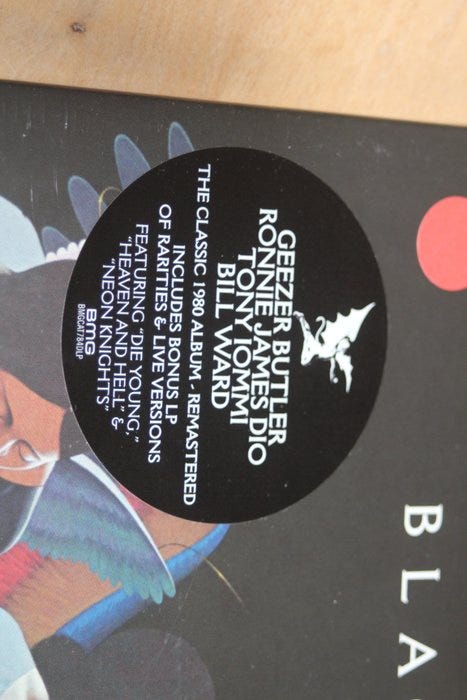 GEEZER BUTLER
RONNIE JAMES DIO
TONY IOMMI
BILL WARD
THE CLASSIC 1980 ALBUM - REMASTERED
INCLUDES BONUS LP
OF RARITIES & LIVE VERSIONS
FEATURING "DIE YOUNG,"
"HEAVEN AND HELL" &
"NEON KNIGHTS"
BMG
BMGCAT784DLP
BLA